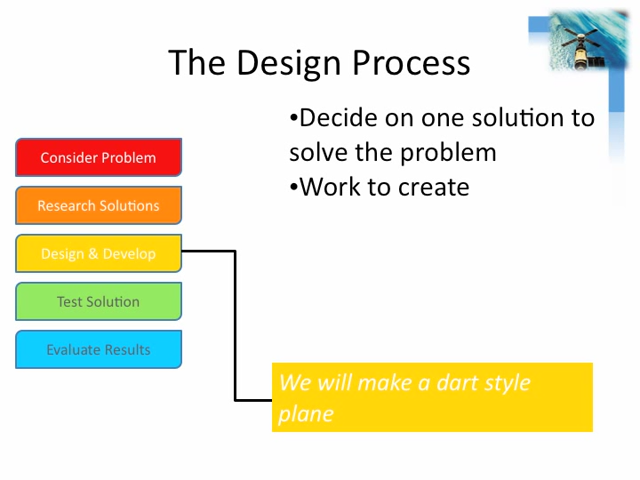 The Design Process
•Decide on one solution to
solve the problem
•Work to create
Consider Problem
Research Solutions
Design & Develop
Test Solution
Evaluate Results
We will make a dart style
plane